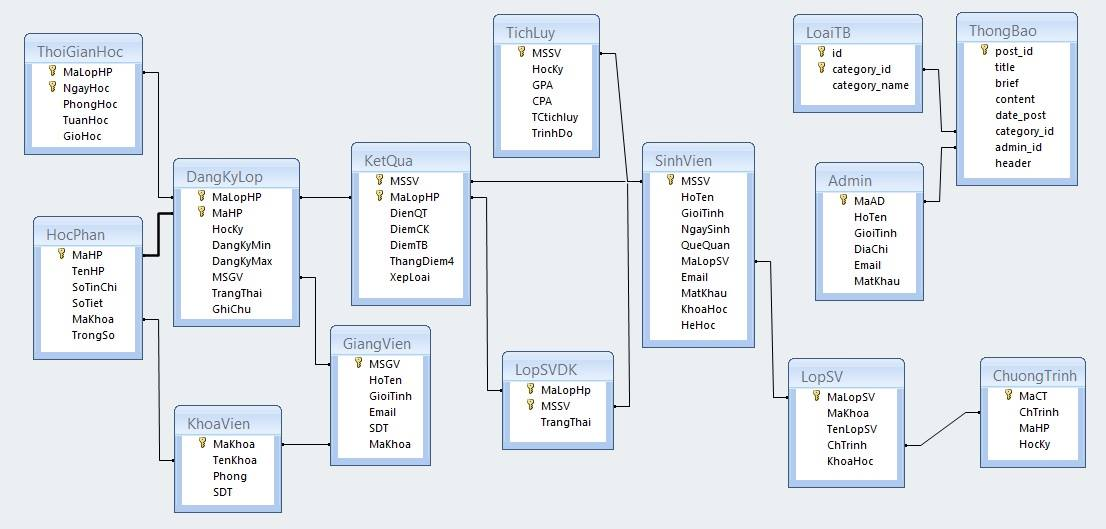 ThoiGianHoc
MaLopHP
NgayHoc
PhongHoc
TuanHoc
GioHoc
HocPhan
MaHP
TenHP
SoTinChi
SoTiet
MaKhoa
TrongSo
DangKyLop
MaLopHP
MaHP
HocKy
DangKyMin
DangKyMax
MSGV
TrangThai
GhiChu
KhoaVien
MaKhoa
TenKhoa
Phong
SDT
KetQua
MSSV
MaLopHP
DienQT
DiemCK
DiemTB
ThangDiem4
XepLoai
GiangVien
MSGV
HoTen
GioiTinh
Email
SDT
MaKhoa
TichLuy
MSSV
HocKy
GPA
CPA
TCtichluy
TrinhDo
LopSVDK
MaLopHp
MSSV
TrangThai
SinhVien
MSSV
HoTen
GioiTinh
NgaySinh
QueQuan
MaLopSV
Email
MatKhau
KhoaHoc
HeHoc
LoaiTB
id
category_id
category_name
ThongBao
post_id
title
brief
content
date_post
category_id
admin_id
header
Admin
MaAD
HoTen
GioiTinh
DiaChi
Email
MatKhau
LopSV
MaLopSV
MaKhoa
TenLopSV
ChTrinh
KhoaHoc
ChuongTrinh
MaCT
ChTrinh
MaHP
HocKy